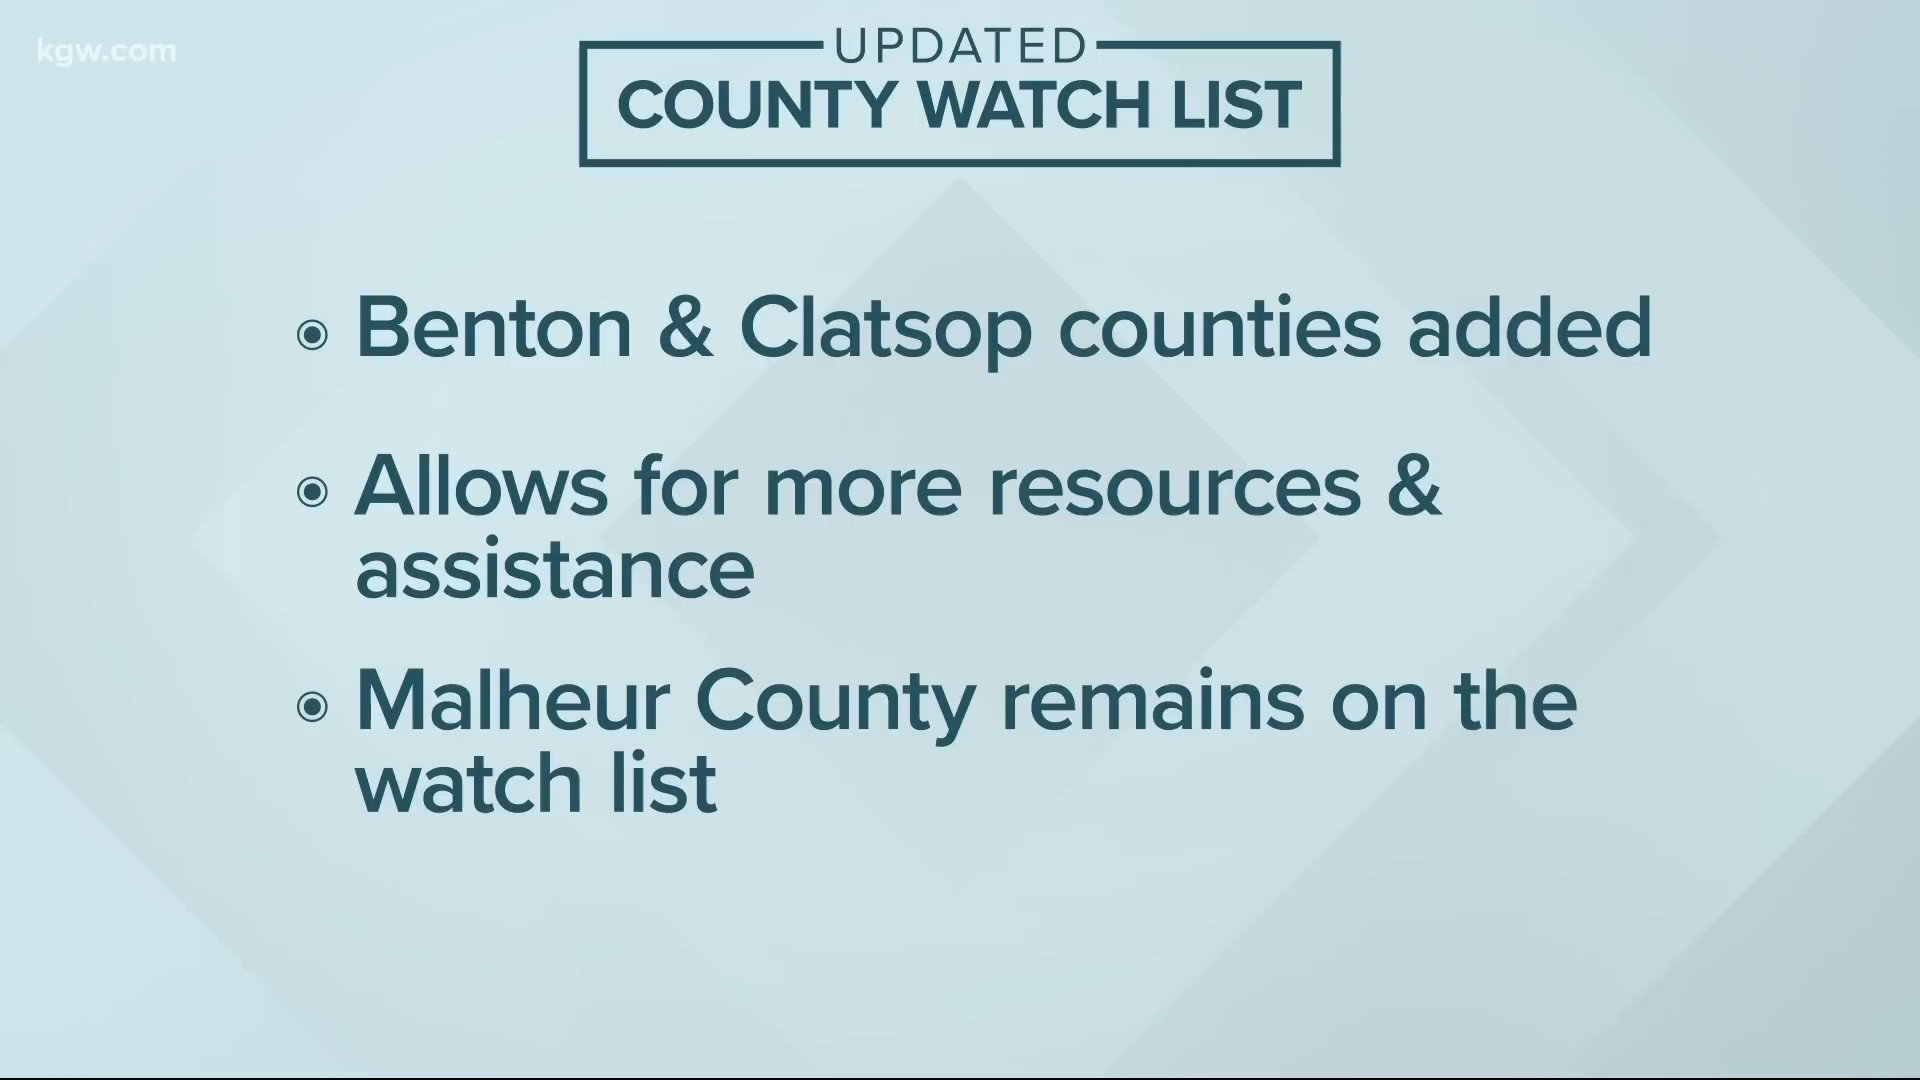 kgw.com
UPDATED
COUNTY WATCH LIST
Benton & Clatsop counties added
Allows for more resources &
assistance
Malheur County remains on the
watch list